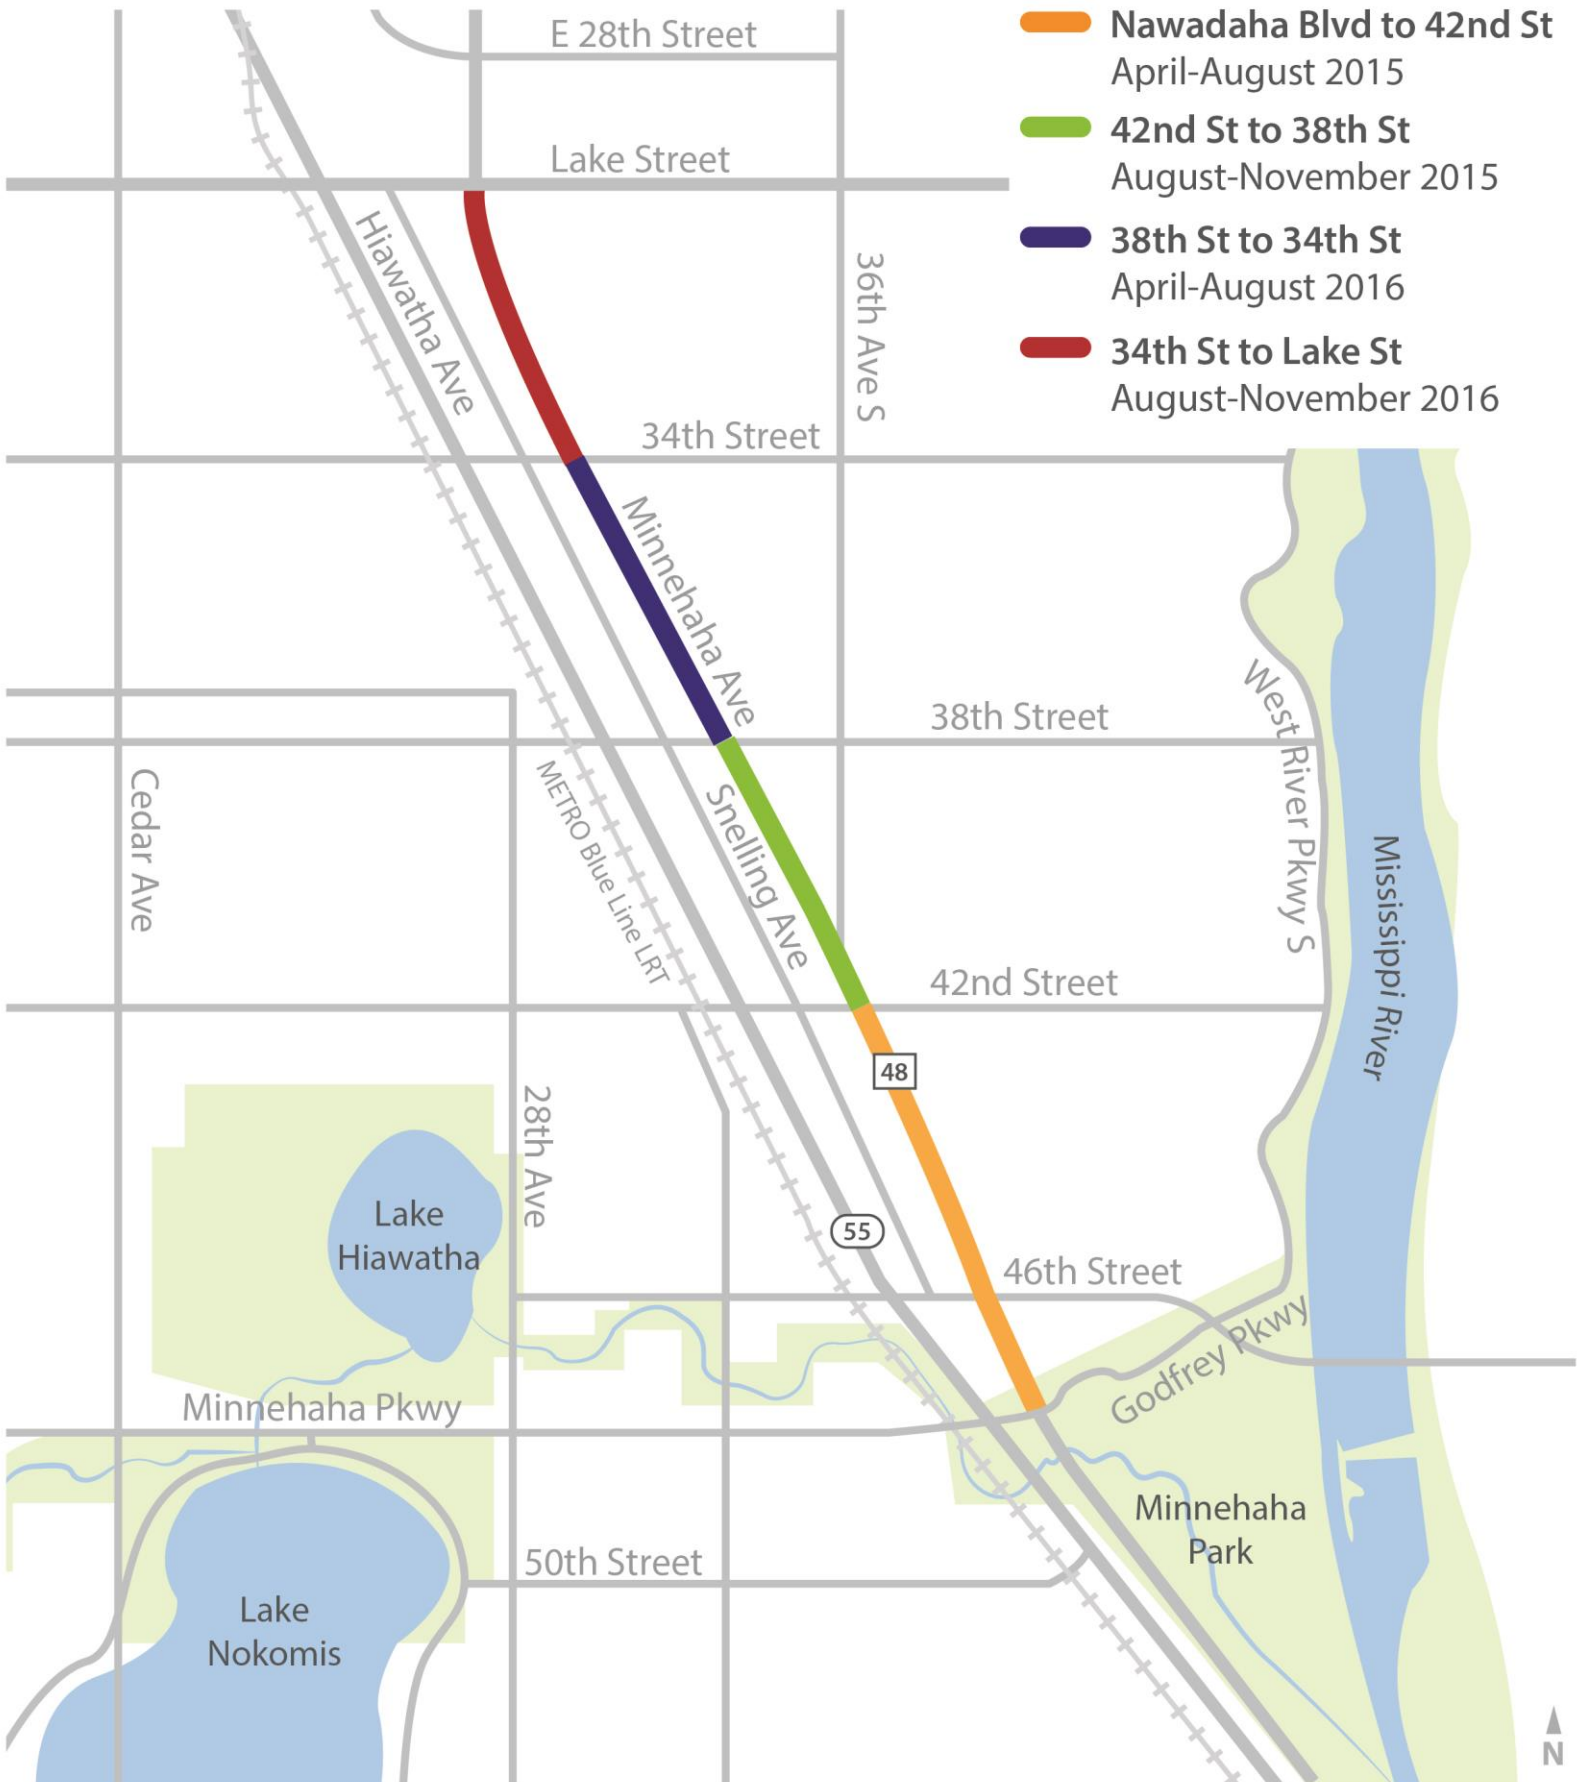 E 28th Street
Lake Street
Nawadaha Blvd to 42nd St
April-August 2015
42nd St to 38th St
August-November 2015
38th St to 34th St
April-August 2016
34th St to Lake St
August-November 2016
Hiawatha Ave
36th Ave S
34th Street
Minnehaha Ave
38th Street
West River Pkwy S
Cedar Ave
METRO Blue Line LRT
Snelling Ave
Mississippi River
42nd Street
48
28th Ave
Lake
Hiawatha
55
46th Street
Godfrey Pkwy
Minnehaha Pkwy
Minnehaha
Park
50th Street
Lake
Nokomis
N